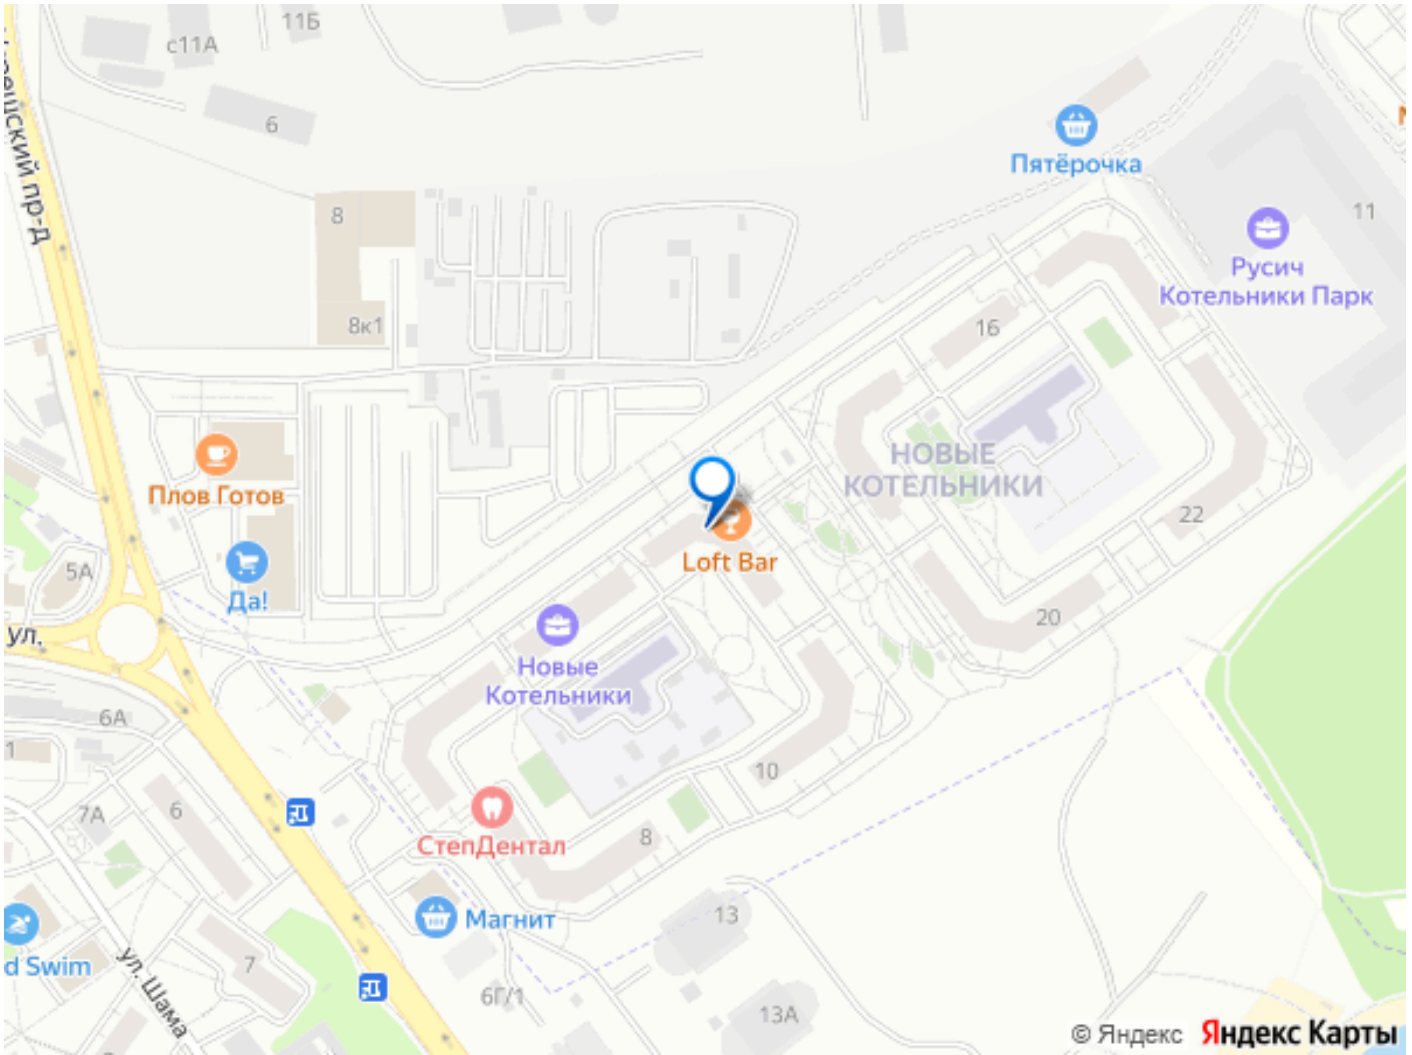 11Б
с11А
6
Пятёрочка
8
11
Русич
Котельники Парк
8к1
16
НОВЫЕ
КОТЕЛЬНИКИ
Плов Готов
22
Loft Bar
5А
Да!
20
ул.
Новые
Котельники
6А
1
10
7А
6
8
СтепДентал
Магнит
13
d Swim
7
ул. Шама
6Г/1
13А
© Яндекс Яндекс Карты